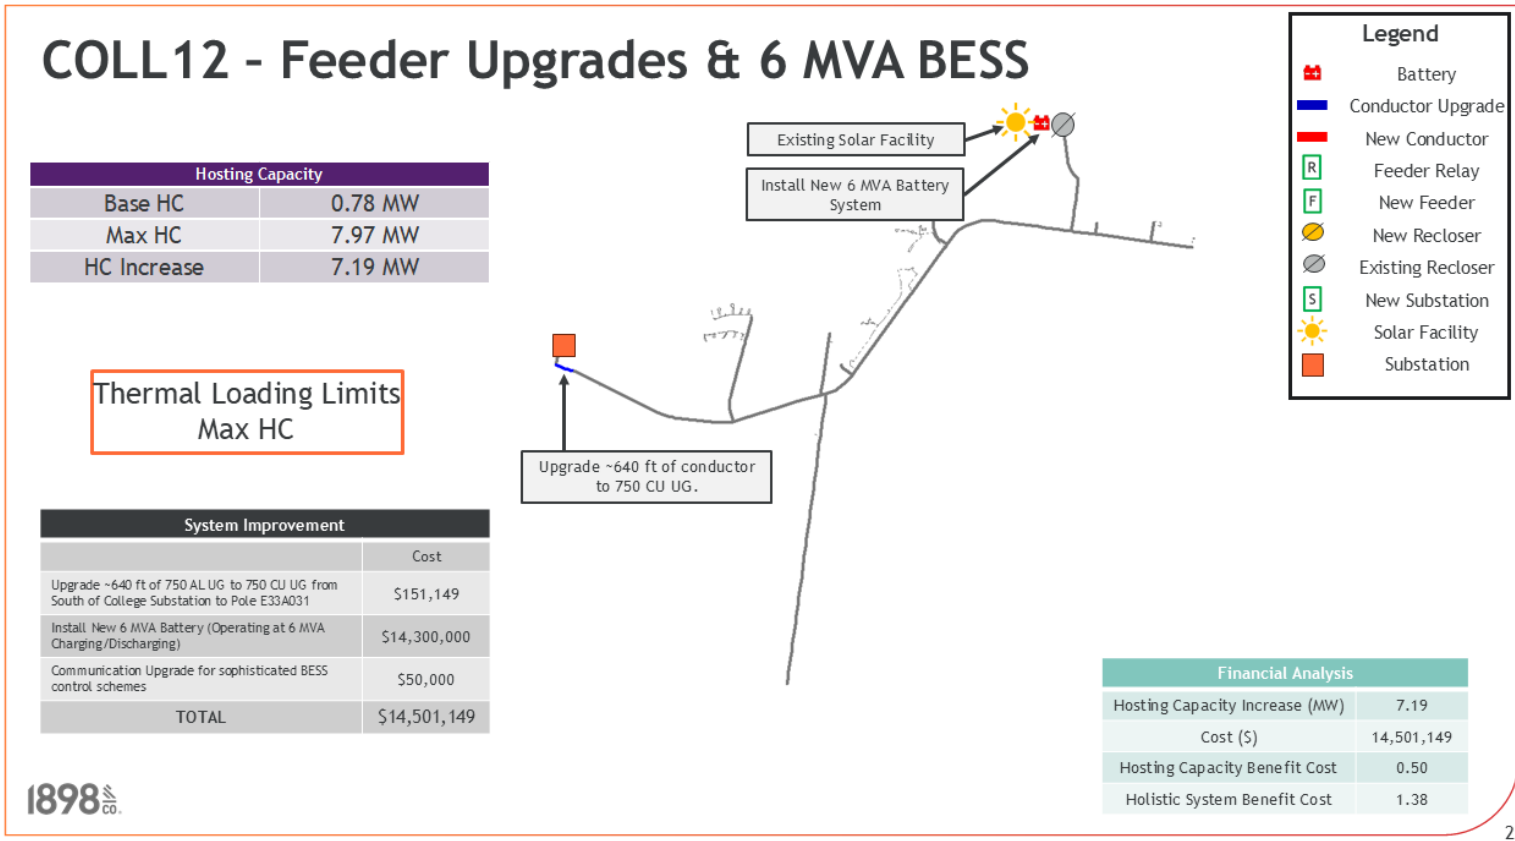 COLL12 – Feeder Upgrades & 6 MVA BESS
Hosting Capacity
Base HC 0.78 MW
Max HC 7.97 MW
HC Increase 7.19 MW
Thermal Loading Limits
Max HC
System Improvement
Cost
Upgrade ~640 ft of 750 AL UG to 750 CU UG from
South of College Substation to Pole E33A031
$151,149
Install New 6 MVA Battery (Operating at 6 MVA
Charging/Discharging)
$14,300,000
Communication Upgrade for sophisticated BESS
control schemes
$50,000
TOTAL $14,501,149
Existing Solar Facility
Install New 6 MVA Battery
System
Upgrade ~640 ft of conductor
to 750 CU UG.
Legend
Battery
Conductor Upgrade
New Conductor
R Feeder Relay
F New Feeder
New Recloser
Existing Recloser
S New Substation
Solar Facility
Substation
Financial Analysis
Hosting Capacity Increase (MW) 7.19
Cost ($) 14,501,149
Hosting Capacity Benefit Cost 0.50
Holistic System Benefit Cost 1.38
1898 & CO.
2